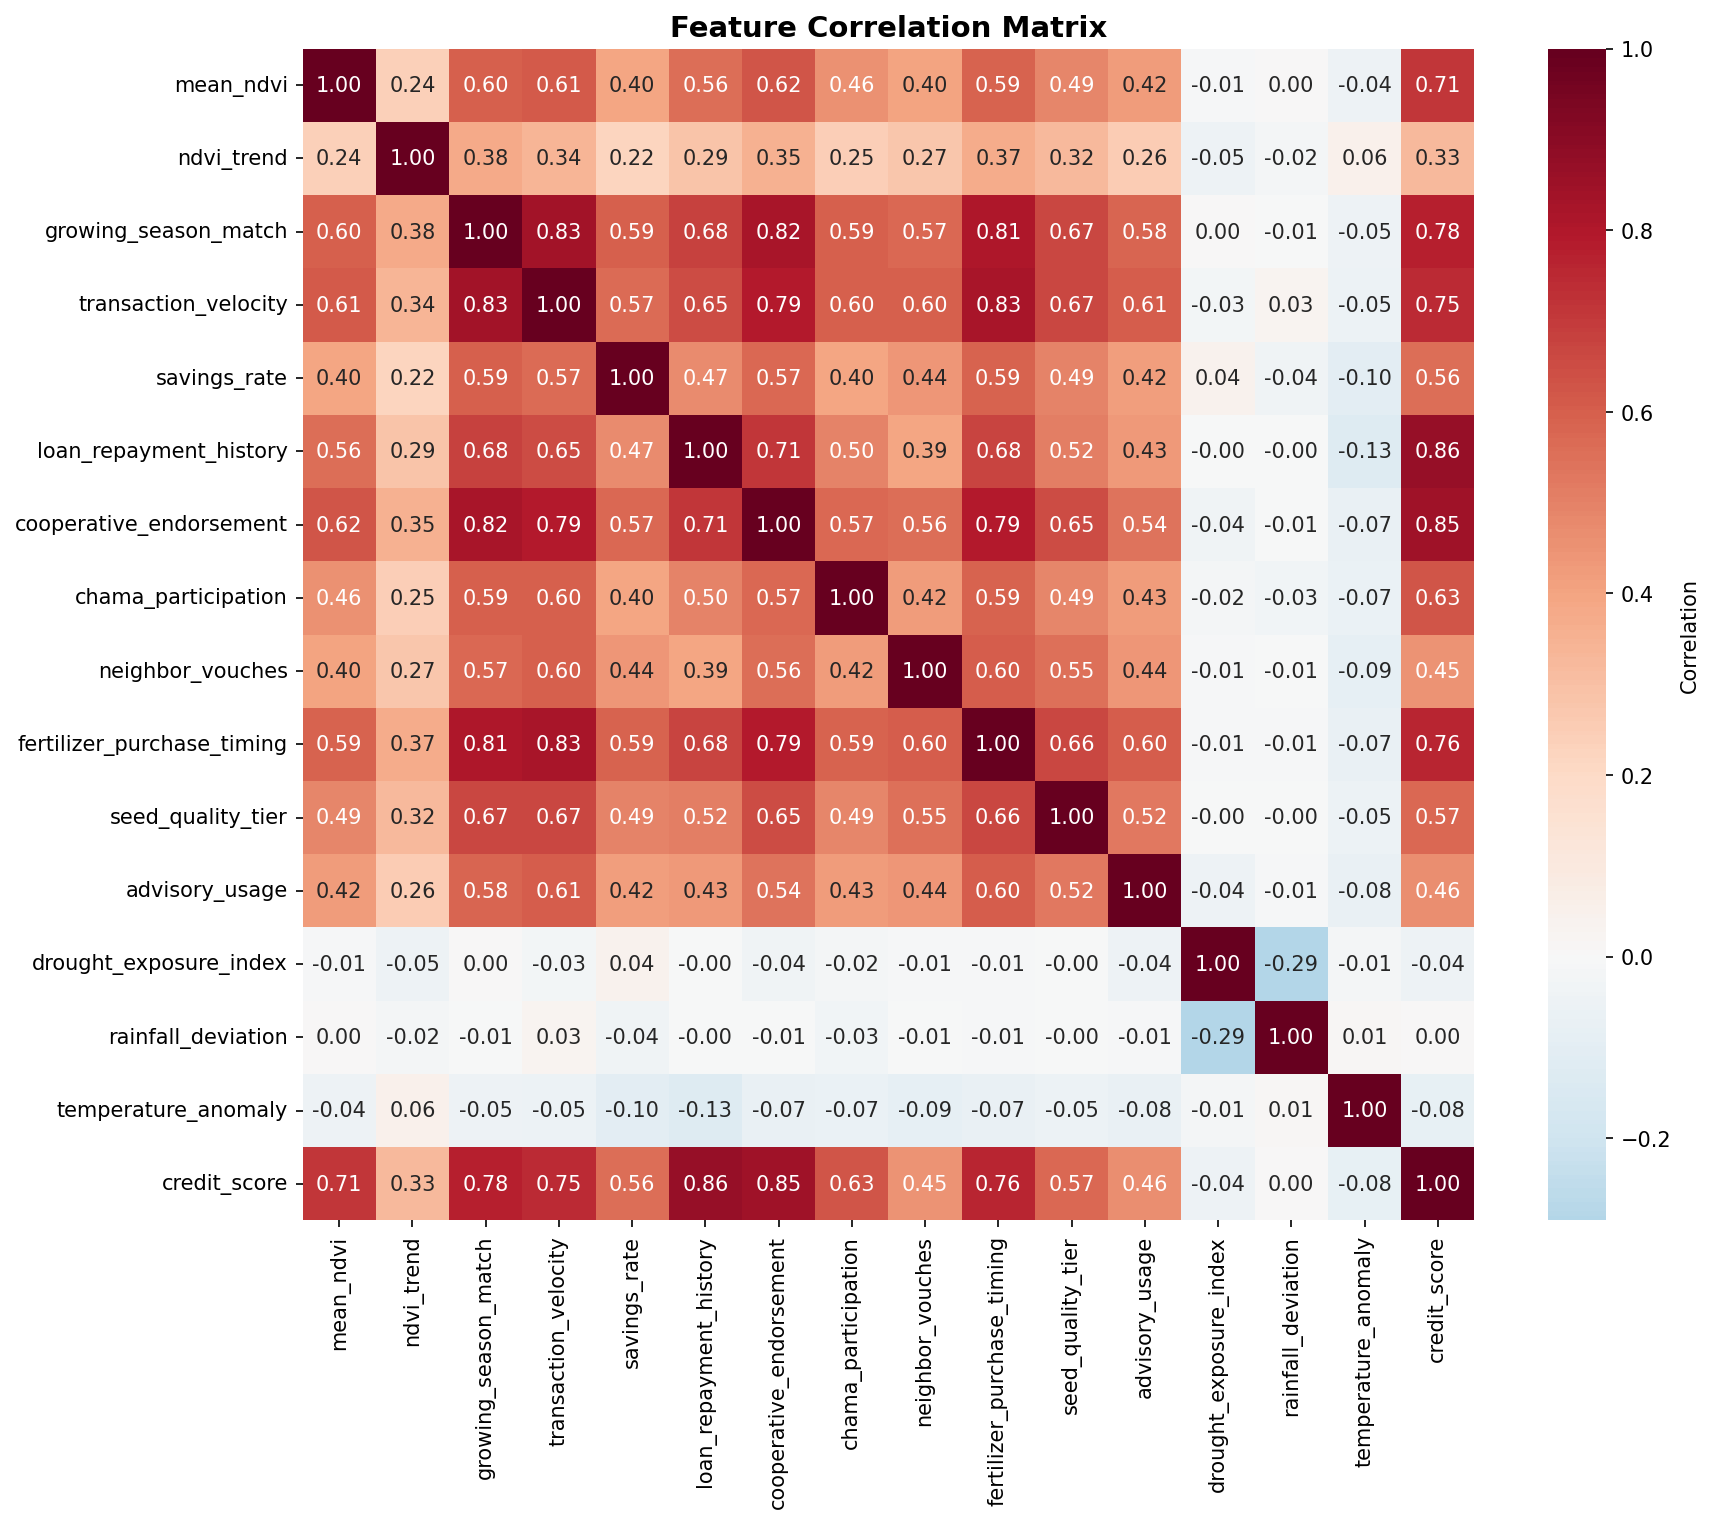 Feature Correlation Matrix
mean_ndvi 1.00 0.24 0.60 0.61 0.40 0.56 0.62 0.46 0.40 0.59 0.49 0.42 -0.01 0.00 -0.04 0.71
ndvi_trend 0.24 1.00 0.38 0.34 0.22 0.29 0.35 0.25 0.27 0.37 0.32 0.26 -0.05 -0.02 0.06 0.33
growing_season_match 0.60 0.38 1.00 0.83 0.59 0.68 0.82 0.59 0.57 0.81 0.67 0.58 0.00 -0.01 -0.05 0.78
transaction_velocity 0.61 0.34 0.83 1.00 0.57 0.65 0.79 0.60 0.60 0.83 0.67 0.61 -0.03 0.03 -0.05 0.75
savings_rate 0.40 0.22 0.59 0.57 1.00 0.47 0.57 0.40 0.44 0.59 0.49 0.42 0.04 -0.04 -0.10 0.56
loan_repayment_history 0.56 0.29 0.68 0.65 0.47 1.00 0.71 0.50 0.39 0.68 0.52 0.43 -0.00 -0.00 -0.13 0.86
cooperative_endorsement 0.62 0.35 0.82 0.79 0.57 0.71 1.00 0.57 0.56 0.79 0.65 0.54 -0.04 -0.01 -0.07 0.85
chama_participation 0.46 0.25 0.59 0.60 0.40 0.50 0.57 1.00 0.42 0.59 0.49 0.43 -0.02 -0.03 -0.07 0.63
neighbor_vouches 0.40 0.27 0.57 0.60 0.44 0.39 0.56 0.42 1.00 0.60 0.55 0.44 -0.01 -0.01 -0.09 0.45
fertilizer_purchase_timing 0.59 0.37 0.81 0.83 0.59 0.68 0.79 0.59 0.60 1.00 0.66 0.60 -0.01 -0.01 -0.07 0.76
seed_quality_tier 0.49 0.32 0.67 0.67 0.49 0.52 0.65 0.49 0.55 0.66 1.00 0.52 -0.00 -0.00 -0.05 0.57
advisory_usage 0.42 0.26 0.58 0.61 0.42 0.43 0.54 0.43 0.44 0.60 0.52 1.00 -0.04 -0.01 -0.08 0.46
drought_exposure_index -0.01 -0.05 0.00 -0.03 0.04 -0.00 -0.04 -0.02 -0.01 -0.01 -0.00 -0.04 1.00 -0.29 -0.01 -0.04
rainfall_deviation 0.00 -0.02 -0.01 0.03 -0.04 -0.00 -0.01 -0.03 -0.01 -0.01 -0.00 -0.01 -0.29 1.00 0.01 0.00
temperature_anomaly -0.04 0.06 -0.05 -0.05 -0.10 -0.13 -0.07 -0.07 -0.09 -0.07 -0.05 -0.08 -0.01 0.01 1.00 -0.08
credit_score 0.71 0.33 0.78 0.75 0.56 0.86 0.85 0.63 0.45 0.76 0.57 0.46 -0.04 0.00 -0.08 1.00
mean_ndvi
ndvi_trend
growing_season_match
transaction_velocity
savings_rate
loan_repayment_history
cooperative_endorsement
chama_participation
neighbor_vouches
fertilizer_purchase_timing
seed_quality_tier
advisory_usage
drought_exposure_index
rainfall_deviation
temperature_anomaly
credit_score
1.0
0.8
0.6
0.4
0.2
0.0
−0.2
Correlation